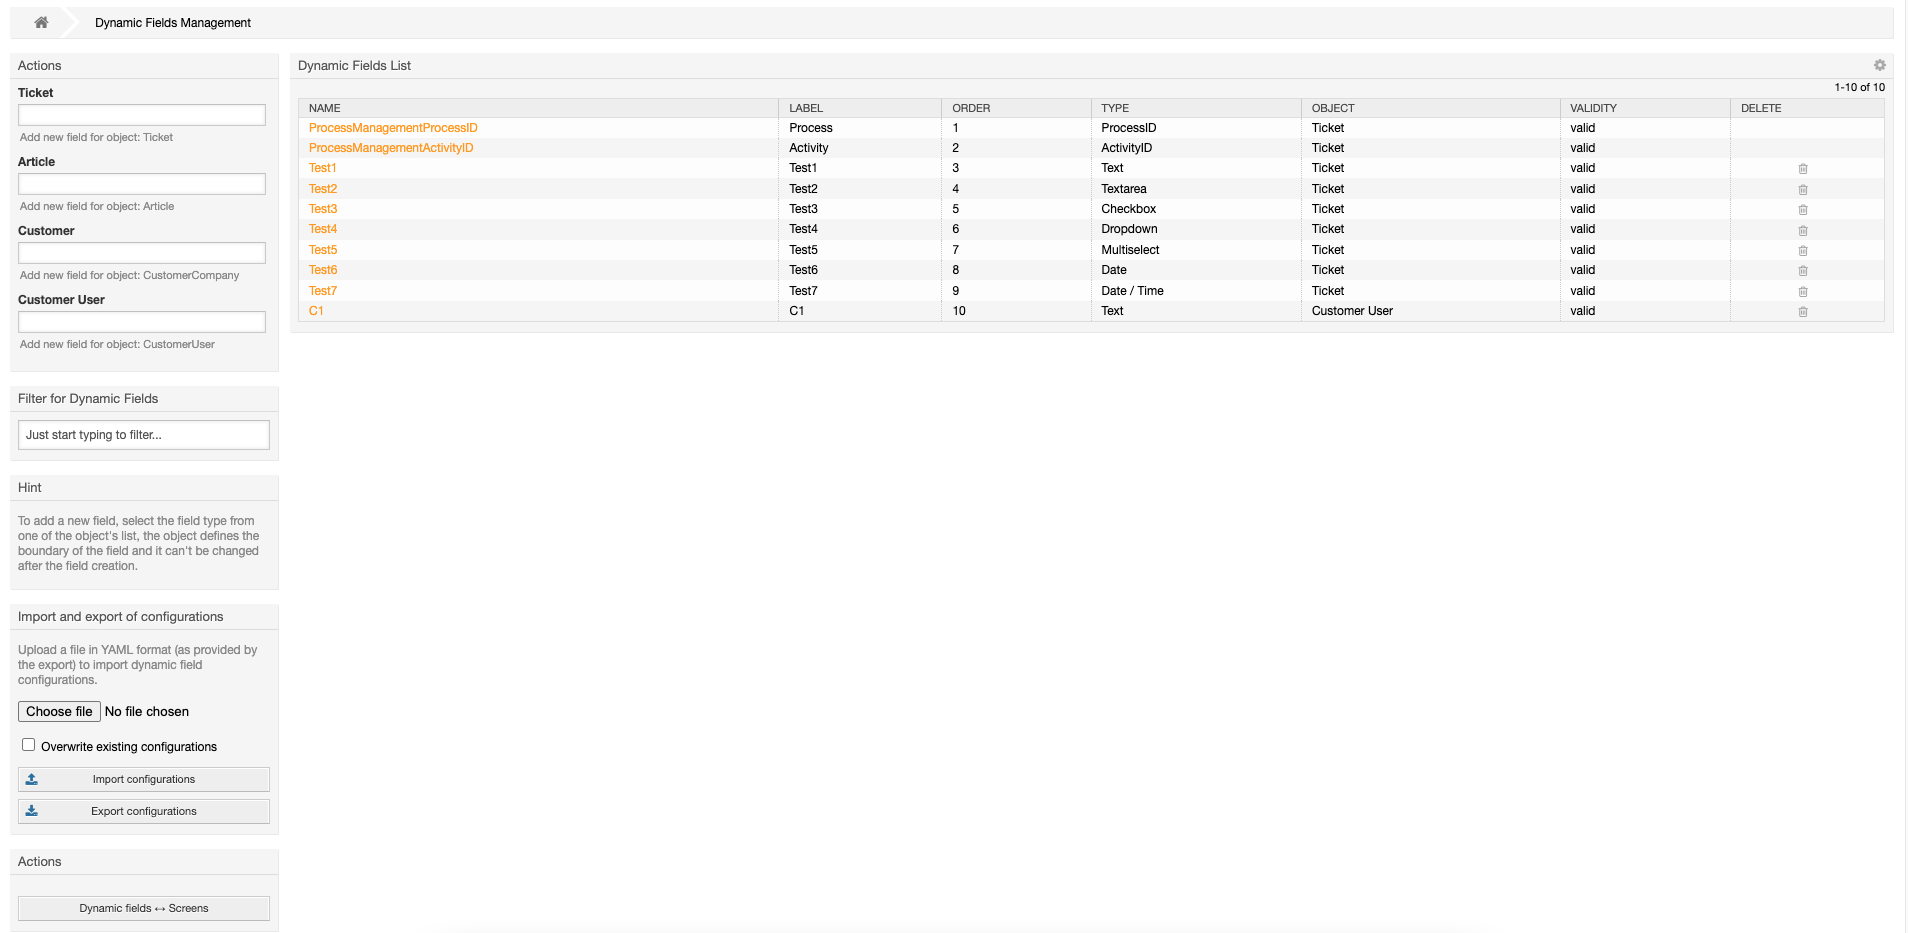 Dynamic Fields Management
Actions
Ticket
Add new field for object: Ticket
Article
Add new field for object: Article
Customer
Add new field for object: CustomerCompany
Customer User
Add new field for object: CustomerUser
Filter for Dynamic Fields
Just start typing to filter...
Hint
To add a new field, select the field type from
one of the object's list, the object defines the
boundary of the field and it can't be changed
after the field creation.
Import and export of configurations
Upload a file in YAML format (as provided by
the export) to import dynamic field
configurations.
Choose file No file chosen
Overwrite existing configurations
Import configurations
Export configurations
Actions
Dynamic fields ↔ Screens
Dynamic Fields List
1-10 of 10
NAME LABEL ORDER TYPE OBJECT VALIDITY DELETE
ProcessManagementProcessID Process 1 ProcessID Ticket valid
ProcessManagementActivityID Activity 2 ActivityID Ticket valid
Test1 Test1 3 Text Ticket valid
Test2 Test2 4 Textarea Ticket valid
Test3 Test3 5 Checkbox Ticket valid
Test4 Test4 6 Dropdown Ticket valid
Test5 Test5 7 Multiselect Ticket valid
Test6 Test6 8 Date Ticket valid
Test7 Test7 9 Date / Time Ticket valid
C1 C1 10 Text Customer User valid